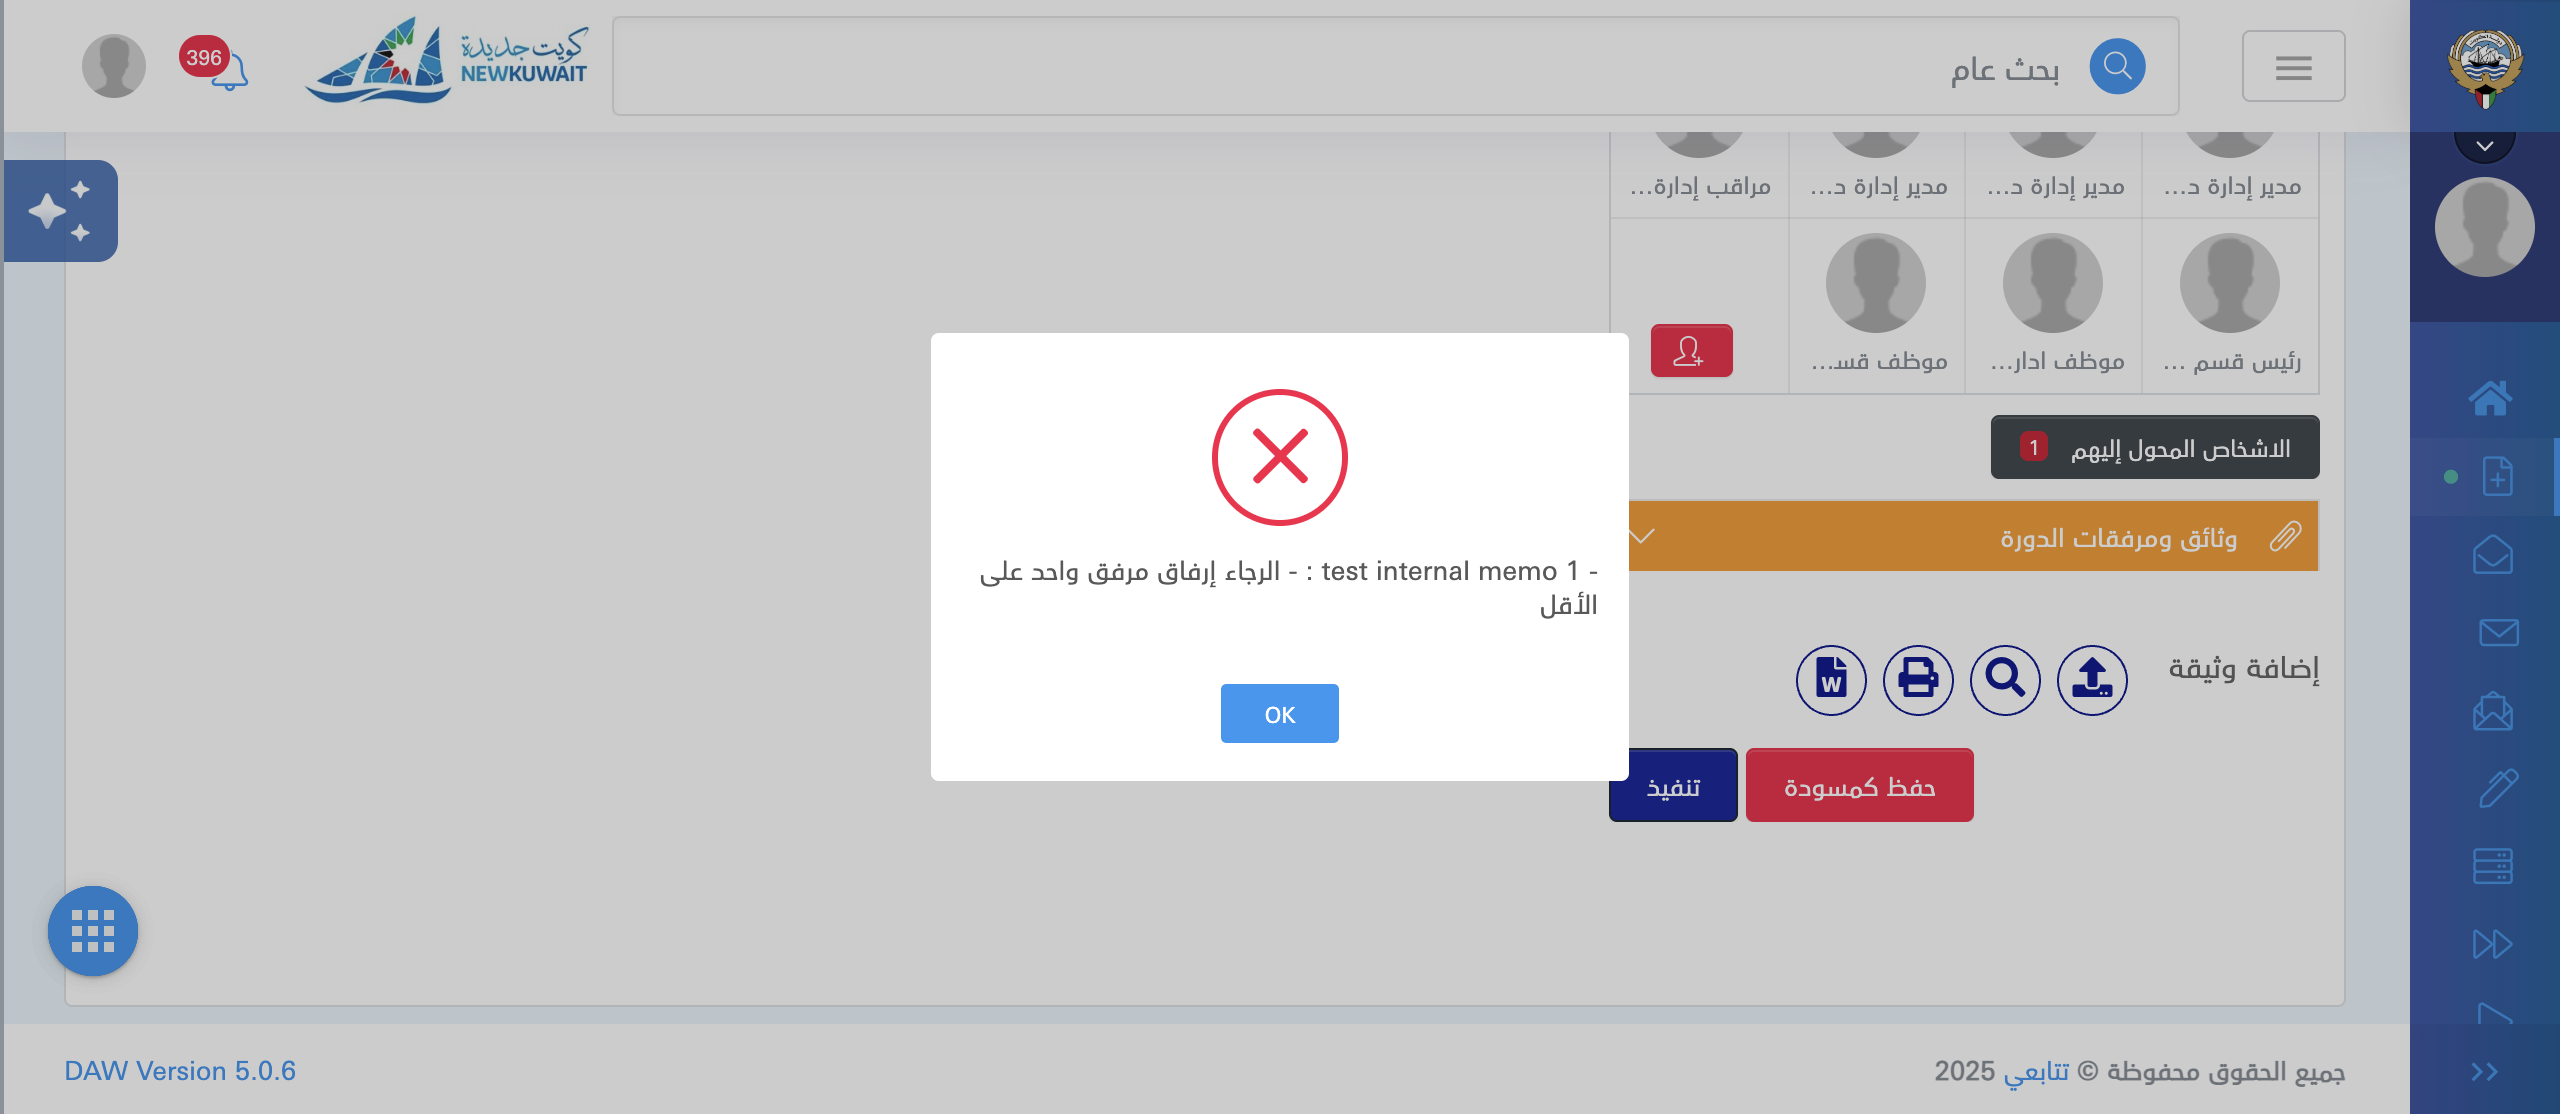 396
كويت جديدة
NEWKUWAIT
بحث عام
مدير إدارة د...
مدير إدارة د...
مدير إدارة د...
مراقب إدارة...
رئيس قسم ...
موظف ادار...
موظف قسـ...
الاشخاص المحول إليهم 1
وثائق ومرفقات الدورة
- test internal memo 1 : - الرجاء إرفاق مرفق واحد على
الأقل
OK
إضافة وثيقة
W
حفظ كمسودة
تنفيذ
جميع الحقوق محفوظة © تتابعي 2025
DAW Version 5.0.6